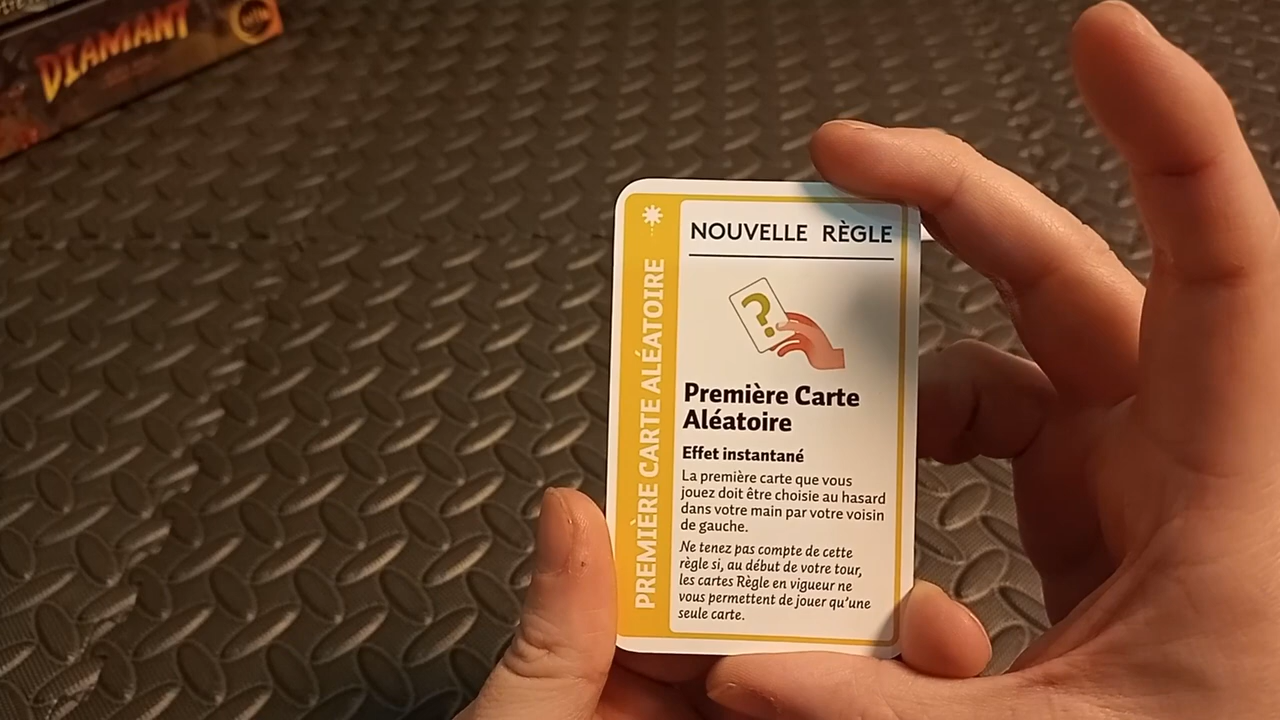 DIAMANT
NOUVELLE RÈGLE
PREMIÈRE CARTE ALÉATOIRE
?
Première Carte
Aléatoire
Effet instantané
La première carte que vous
jouez doit être choisie au hasard
dans votre main par votre voisin
de gauche.
Ne tenez pas compte de cette
règle si, au début de votre tour,
les cartes Règle en vigueur ne
vous permettent de jouer qu'une
seule carte.